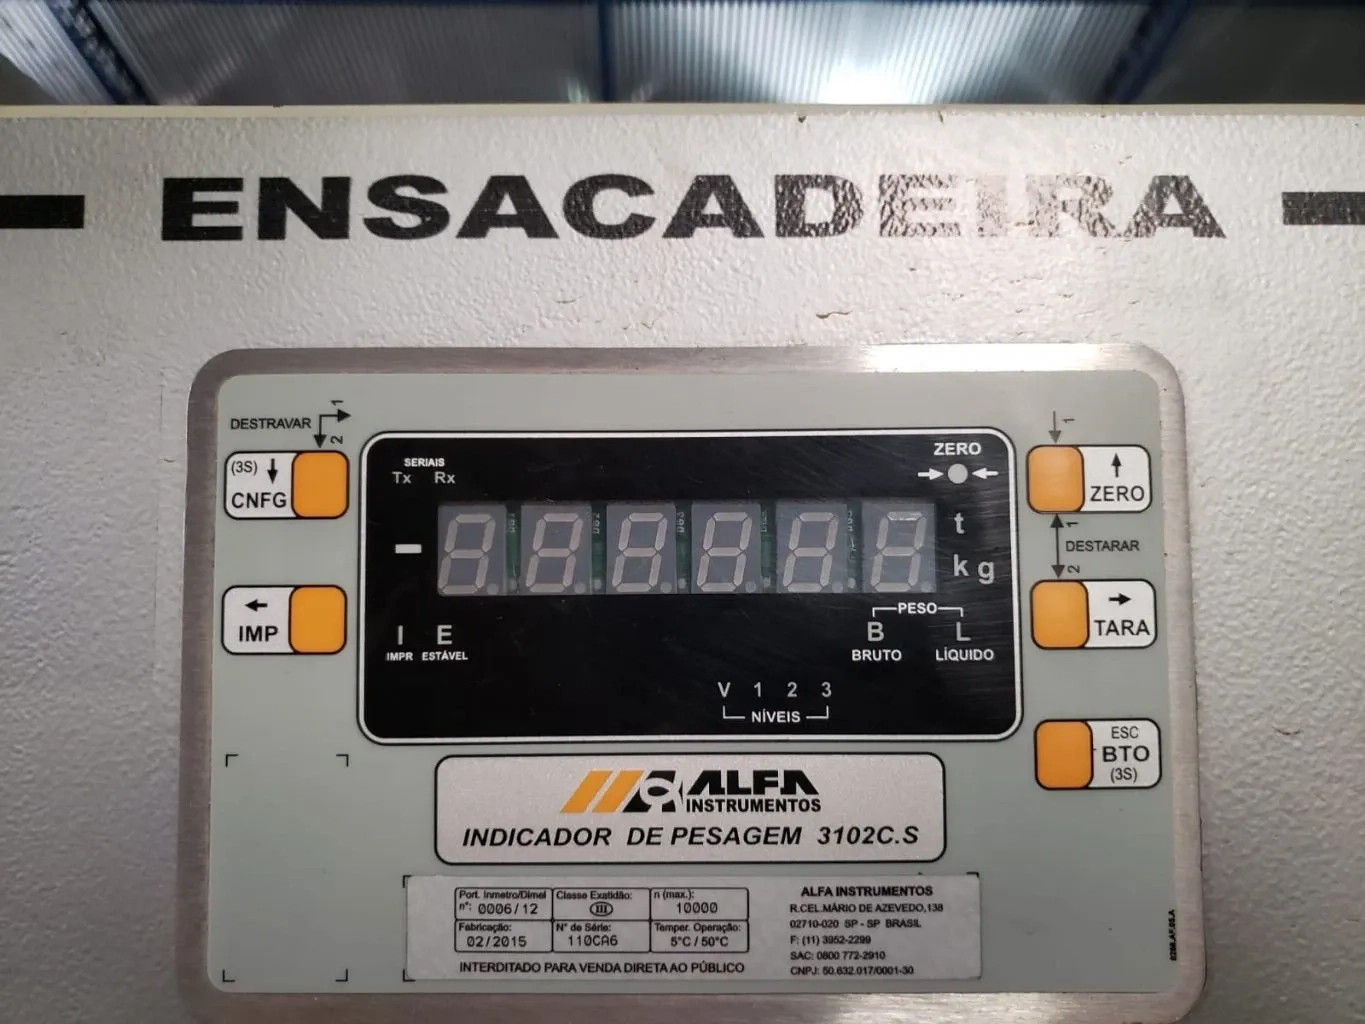 ENSACADEIRA
DESTRAVAR 1
2
(3S) CNFG
IMP
SERIAIS
Tx Rx
ZERO
t
kg
I E
IMPR ESTÁVEL
PESO
B L
BRUTO LÍQUIDO
V 1 2 3
NÍVEIS
1
ZERO
1
DESTARAR
2
TARA
ESC
BTO
(3S)
ALFA
INSTRUMENTOS
INDICADOR DE PESAGEM 3102C.S
Port. Inmetro/Dimel
n°: 0006/12
Classe Exatidão:
III
n (max.):
10000
Fabricação:
02/2015
N° de Série:
110CA6
Temper. Operação:
5°C / 50°C
INTERDITADO PARA VENDA DIRETA AO PÚBLICO
ALFA INSTRUMENTOS
R.CEL.MÁRIO DE AZEVEDO,138
02710-020 SP - SP BRASIL
F: (11) 3952-2299
SAC: 0800 772-2910
CNPJ: 50.632.017/0001-30